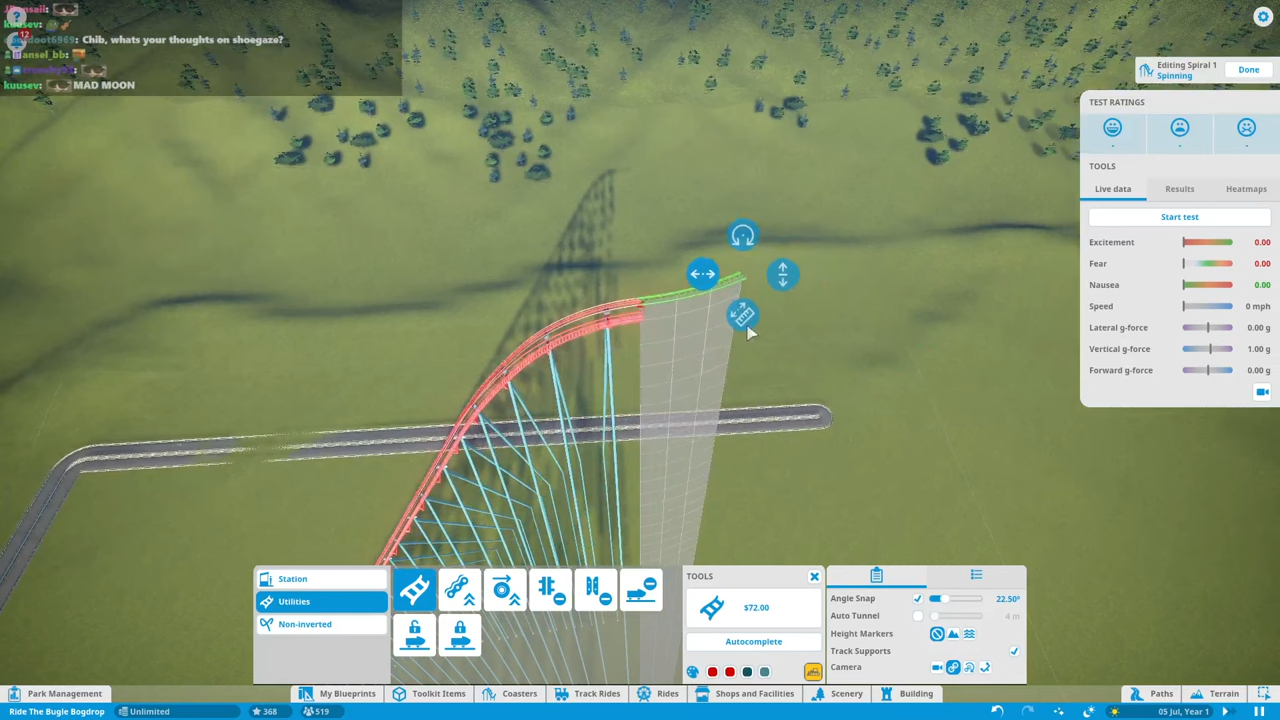 kuusev:
12
Chib, whats your thoughts on shoegaze?
ansel_bb:
kuusev: MAD MOON
Editing Spiral 1
Spinning
Done
TEST RATINGS
- - -
TOOLS
Live data Results Heatmaps
Start test
Excitement 0.00
Fear 0.00
Nausea 0.00
Speed 0 mph
Lateral g-force 0.00 g
Vertical g-force 1.00 g
Forward g-force 0.00 g
Station
Utilities
Non-inverted
TOOLS
$72.00
Autocomplete
Angle Snap 22.50°
Auto Tunnel 4 m
Height Markers
Track Supports
Camera
Park Management My Blueprints Toolkit Items Coasters Track Rides Rides Shops and Facilities Scenery Building Paths Terrain
Ride The Bugle Bogdrop Unlimited 368 519 05 Jul, Year 1